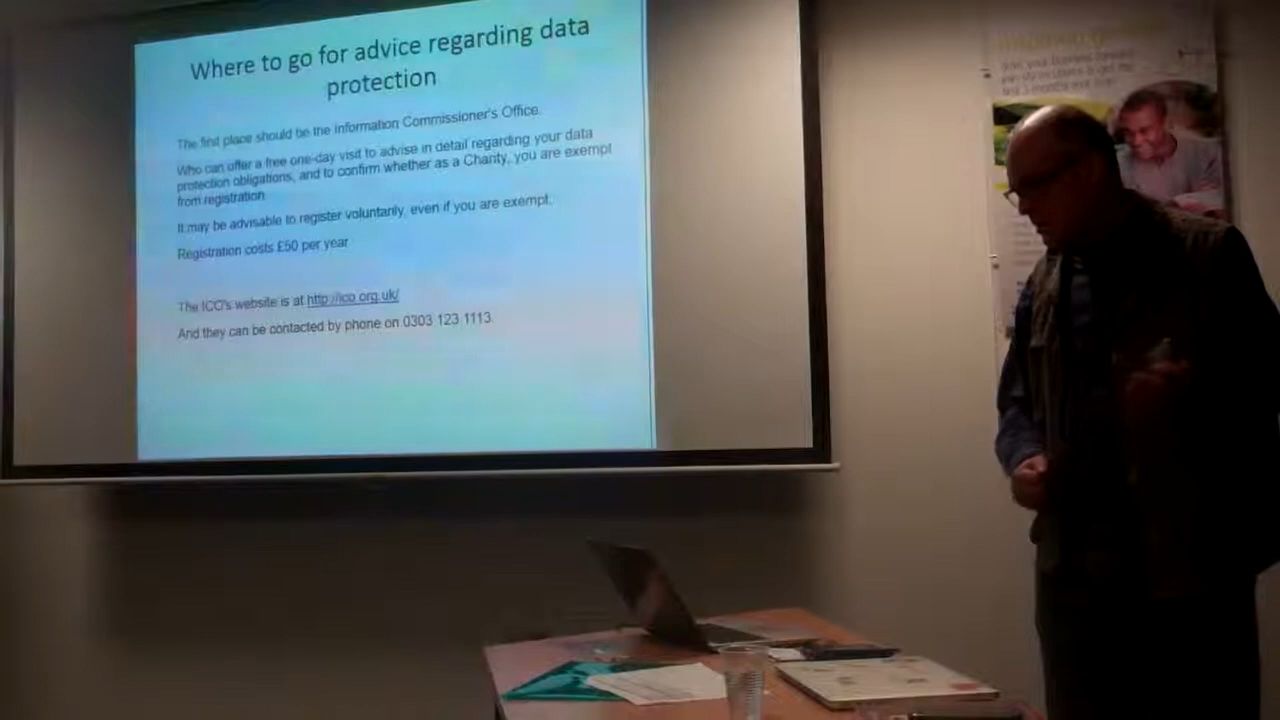 Where to go for advice regarding data
protection
The first place should be the Information Commissioner's Office.
Who can offer a free one-day visit to advise in detail regarding your data
protection obligations, and to confirm whether as a Charity, you are exempt
from registration
It may be advisable to register voluntarily, even if you are exempt.
Registration costs £50 per year
The ICO's website is at http://ico.org.uk/
And they can be contacted by phone on 0303 123 1113